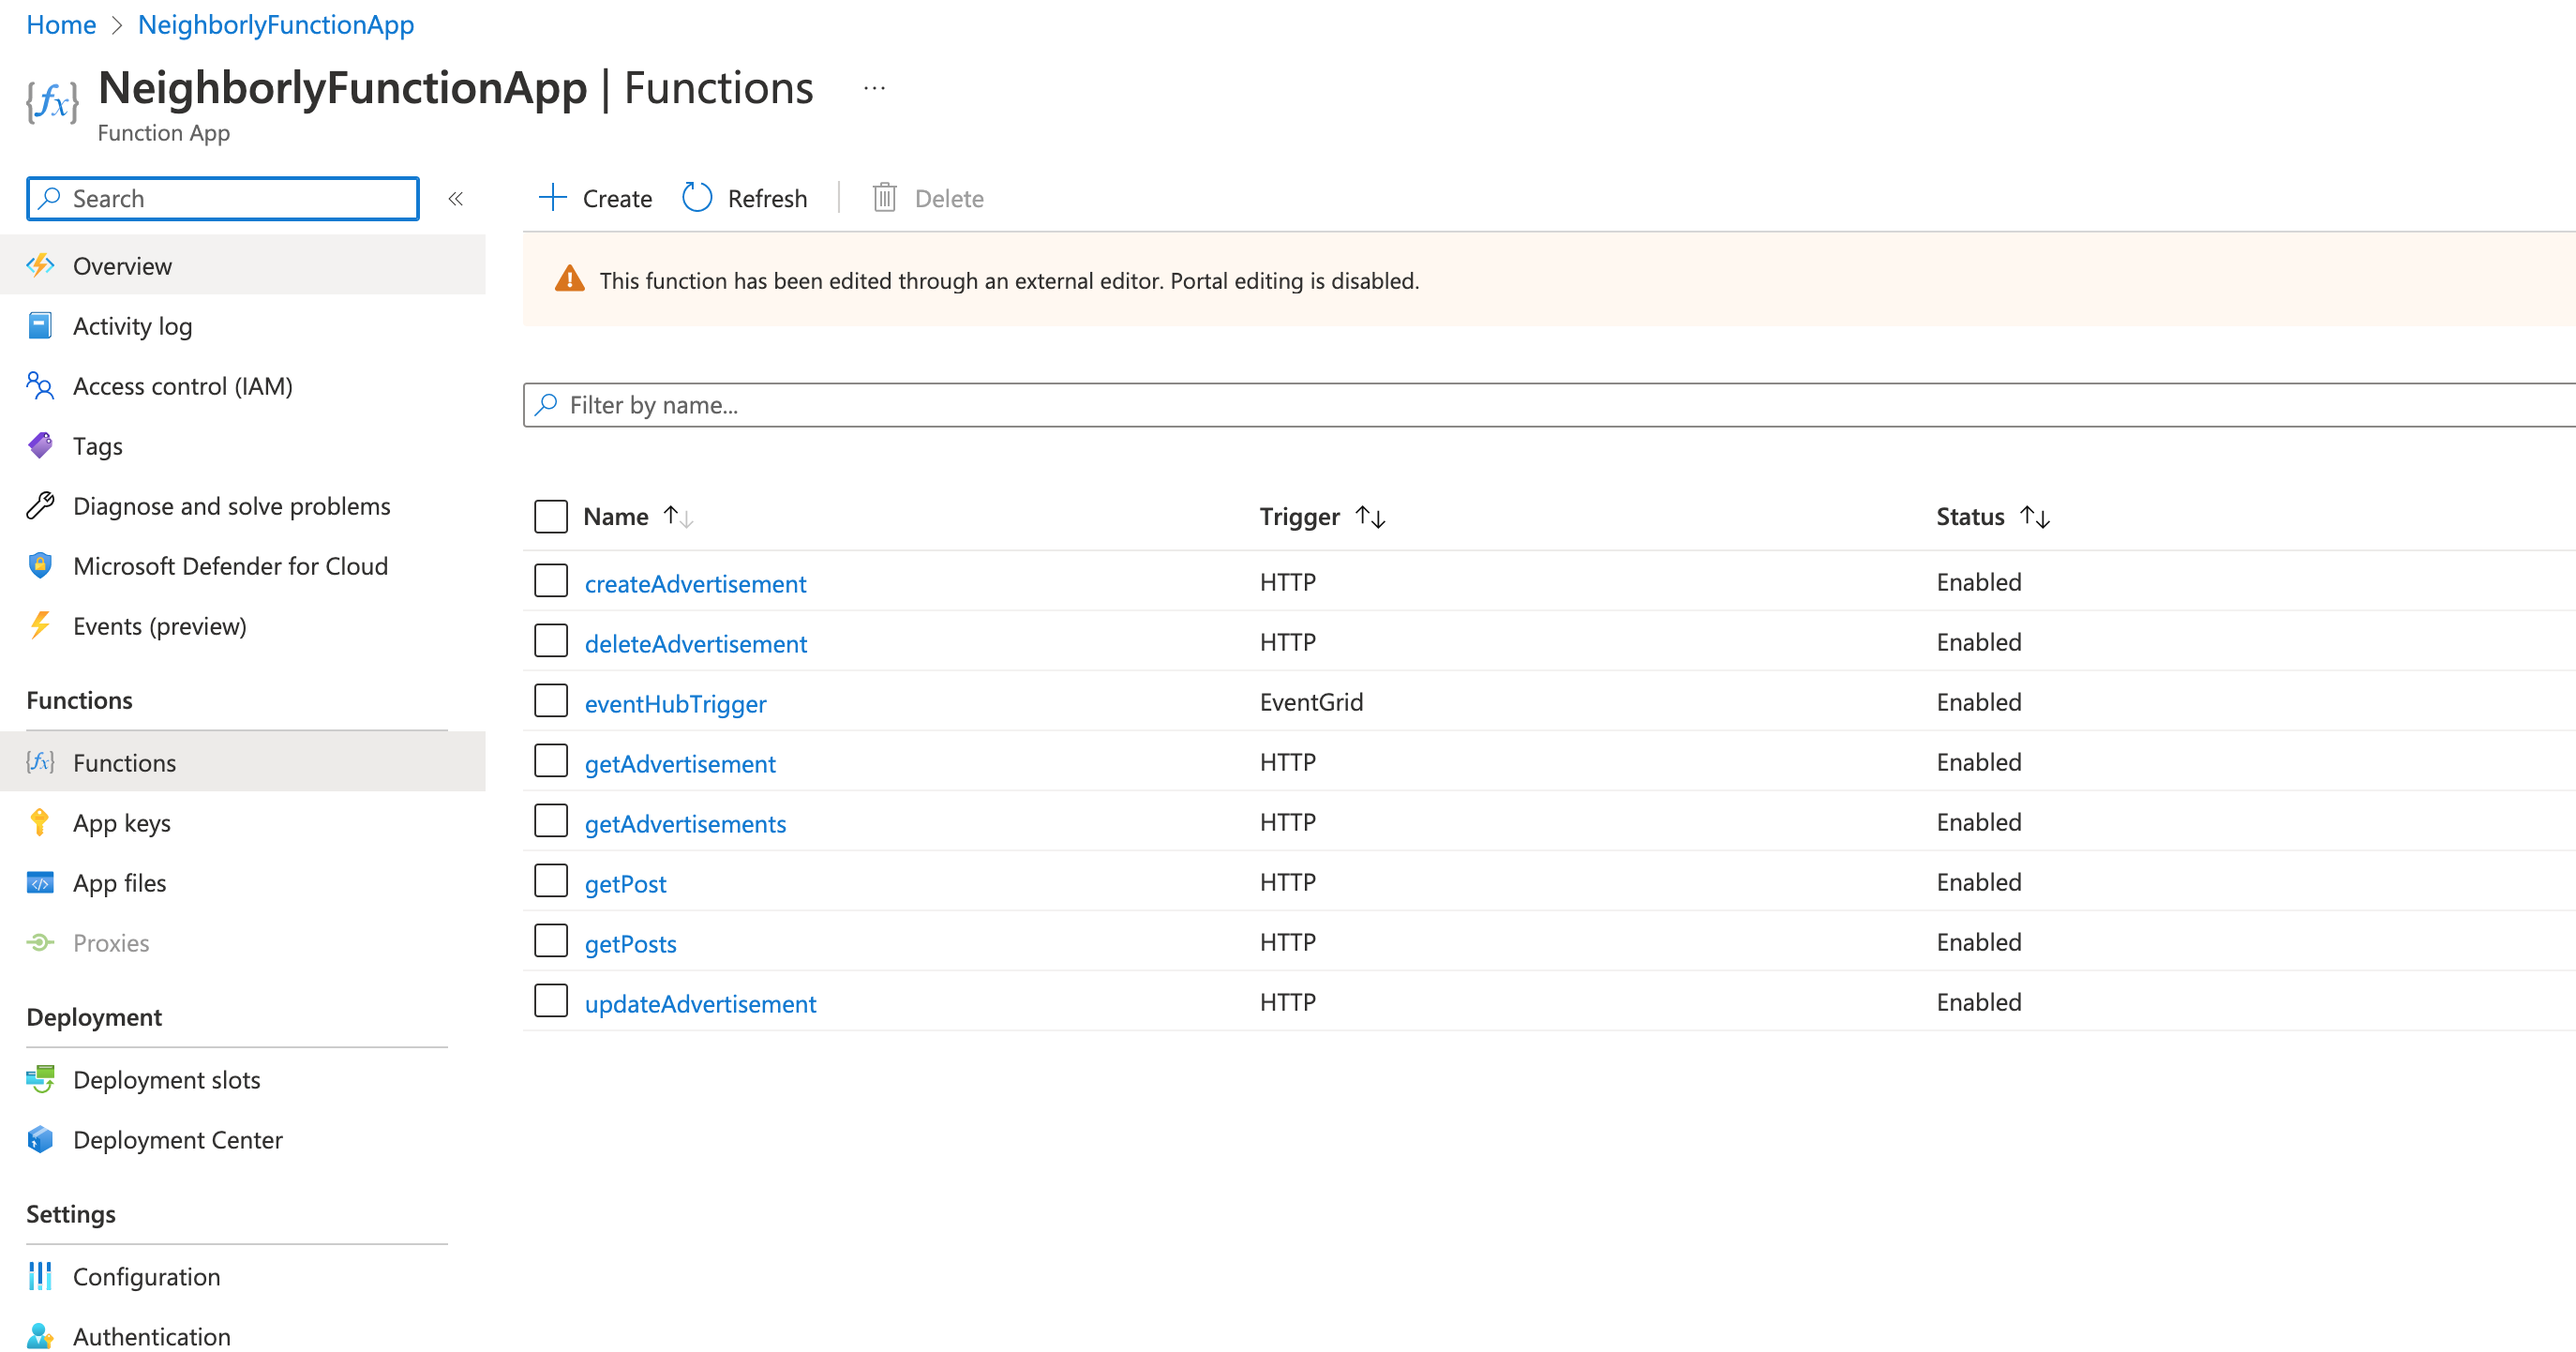 Home > NeighborlyFunctionApp
NeighborlyFunctionApp | Functions ...
Function App
Search «
Overview
Activity log
Access control (IAM)
Tags
Diagnose and solve problems
Microsoft Defender for Cloud
Events (preview)
Functions
Functions
App keys
App files
Proxies
Deployment
Deployment slots
Deployment Center
Settings
Configuration
Authentication
Create Refresh Delete
This function has been edited through an external editor. Portal editing is disabled.
Filter by name...
Name Trigger Status
createAdvertisement HTTP Enabled
deleteAdvertisement HTTP Enabled
eventHubTrigger EventGrid Enabled
getAdvertisement HTTP Enabled
getAdvertisements HTTP Enabled
getPost HTTP Enabled
getPosts HTTP Enabled
updateAdvertisement HTTP Enabled